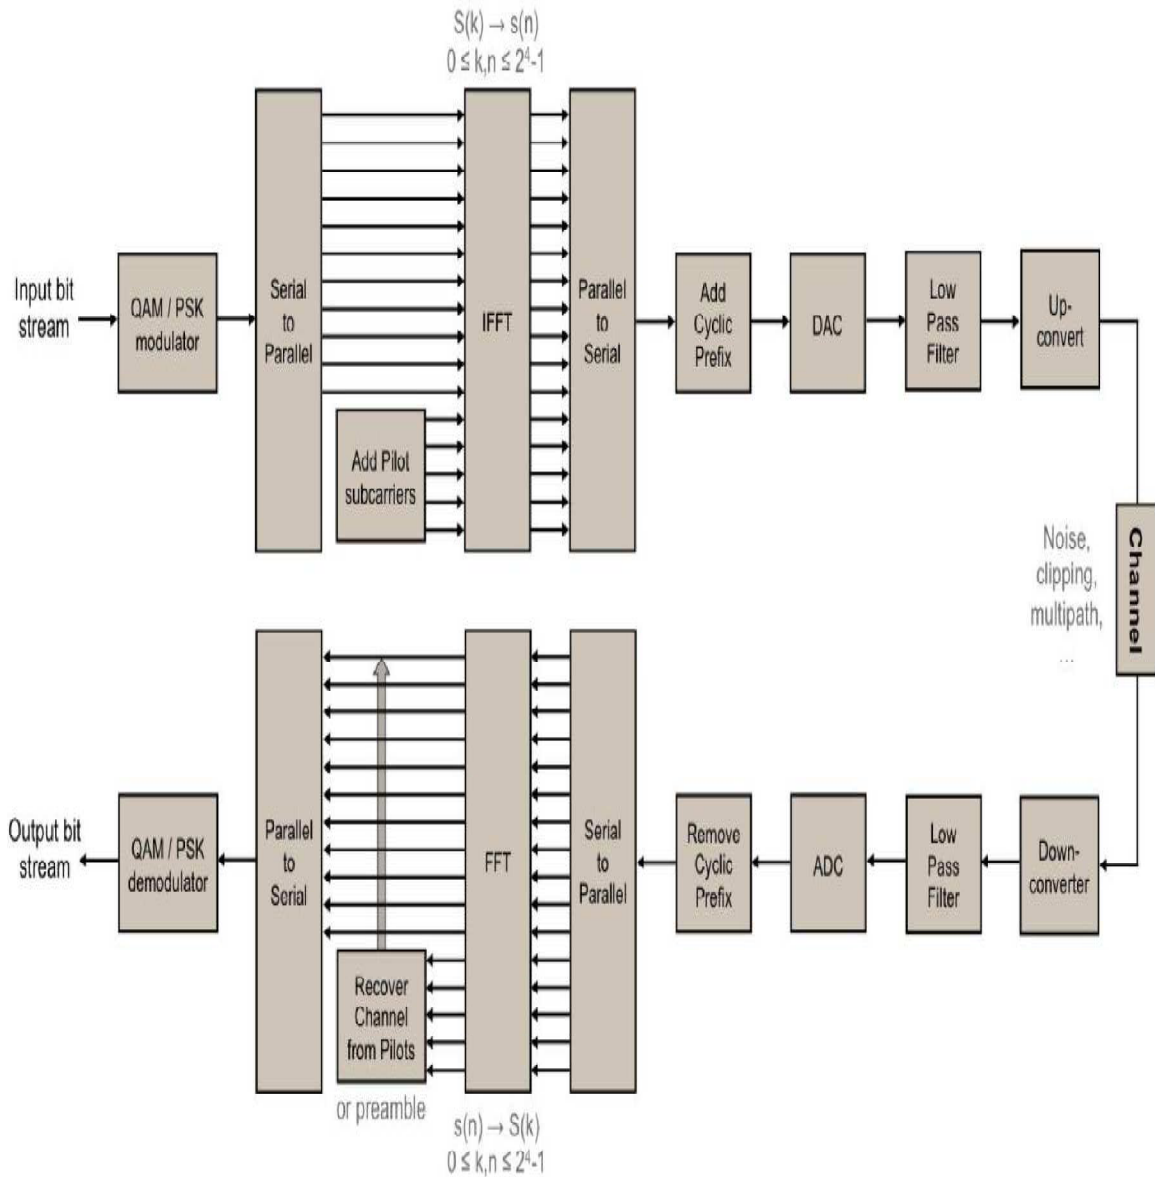 S(k) → s(n)
0 ≤ k,n ≤ 2⁴-1
Input bit
stream
QAM / PSK
modulator
Serial
to
Parallel
Add Pilot
subcarriers
IFFT
Parallel
to
Serial
Add
Cyclic
Prefix
DAC
Low
Pass
Filter
Up-
convert
Noise,
clipping,
multipath,
...
Channel
Output bit
stream
QAM / PSK
demodulator
Parallel
to
Serial
Recover
Channel
from Pilots
or preamble
FFT
Serial
to
Parallel
Remove
Cyclic
Prefix
ADC
Low
Pass
Filter
Down-
converter
s(n) → S(k)
0 ≤ k,n ≤ 2⁴-1